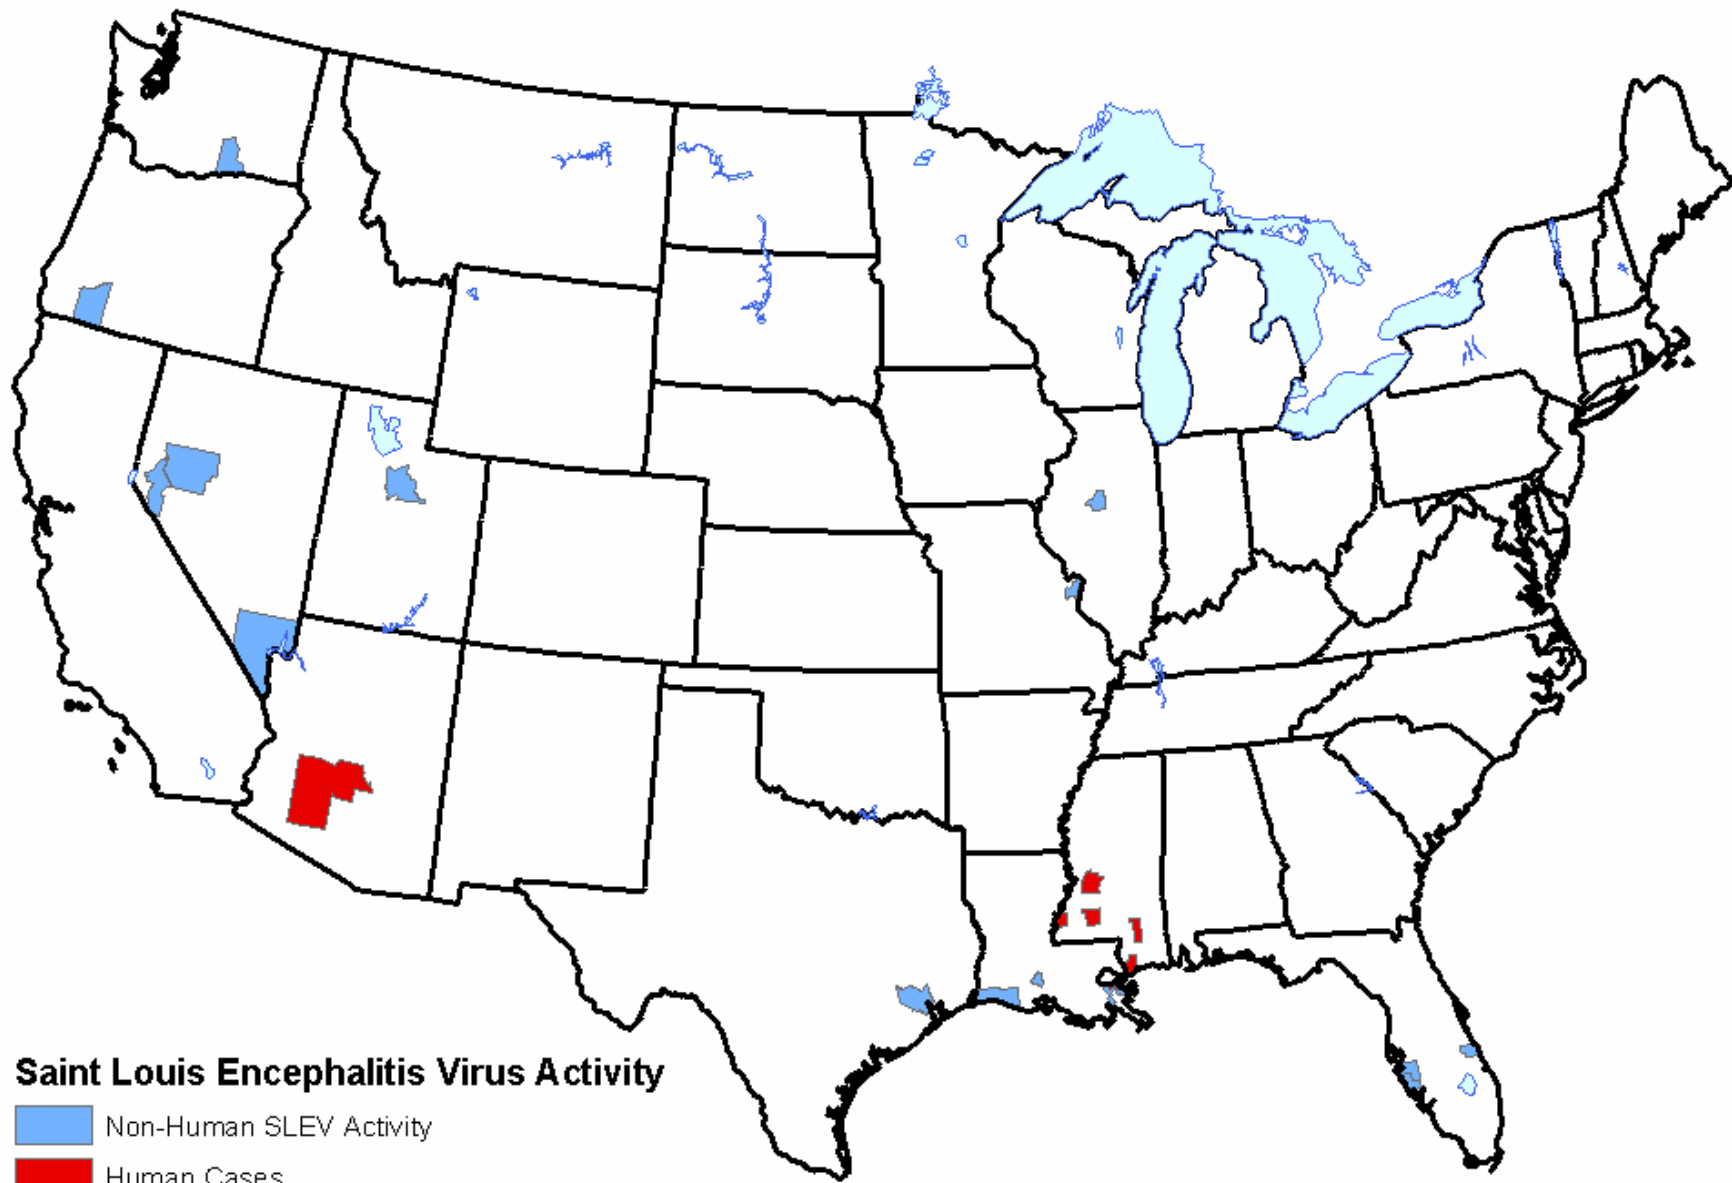 Saint Louis Encephalitis Virus Activity
Non-Human SLEV Activity
Human Cases